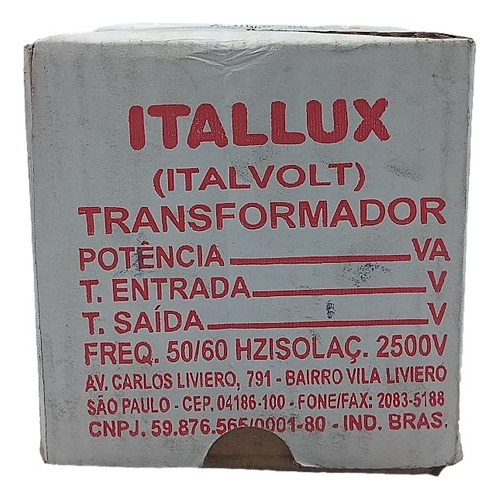 ITALLUX
(ITALVOLT)
TRANSFORMADOR
POTÊNCIA VA
T. ENTRADA V
T. SAÍDA V
FREQ. 50/60 HZISOLAÇ. 2500V
AV. CARLOS LIVIERO, 791 - BAIRRO VILA LIVIERO
SÃO PAULO - CEP. 04186-100 - FONE/FAX: 2083-5188
CNPJ. 59.876.565/0001-80 - IND. BRAS.